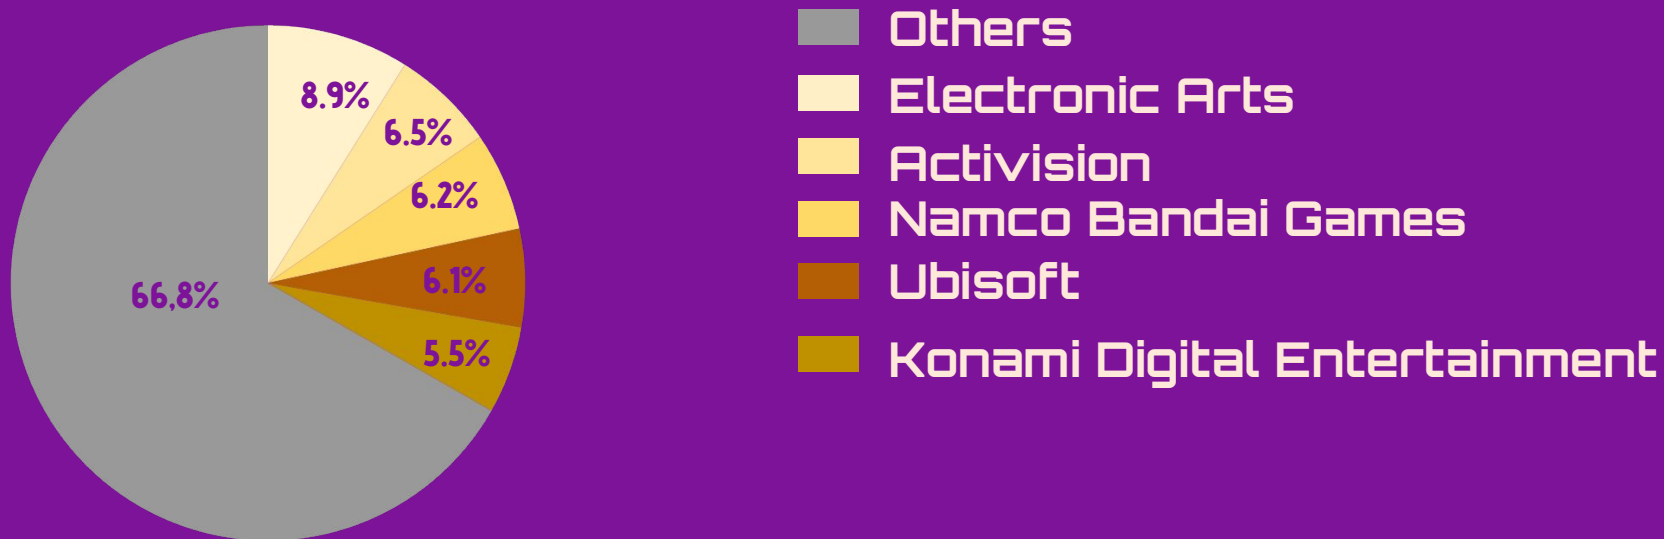 8.9%
6.5%
6.2%
6.1%
5.5%
66,8%
Others
Electronic Arts
Activision
Namco Bandai Games
Ubisoft
Konami Digital Entertainment